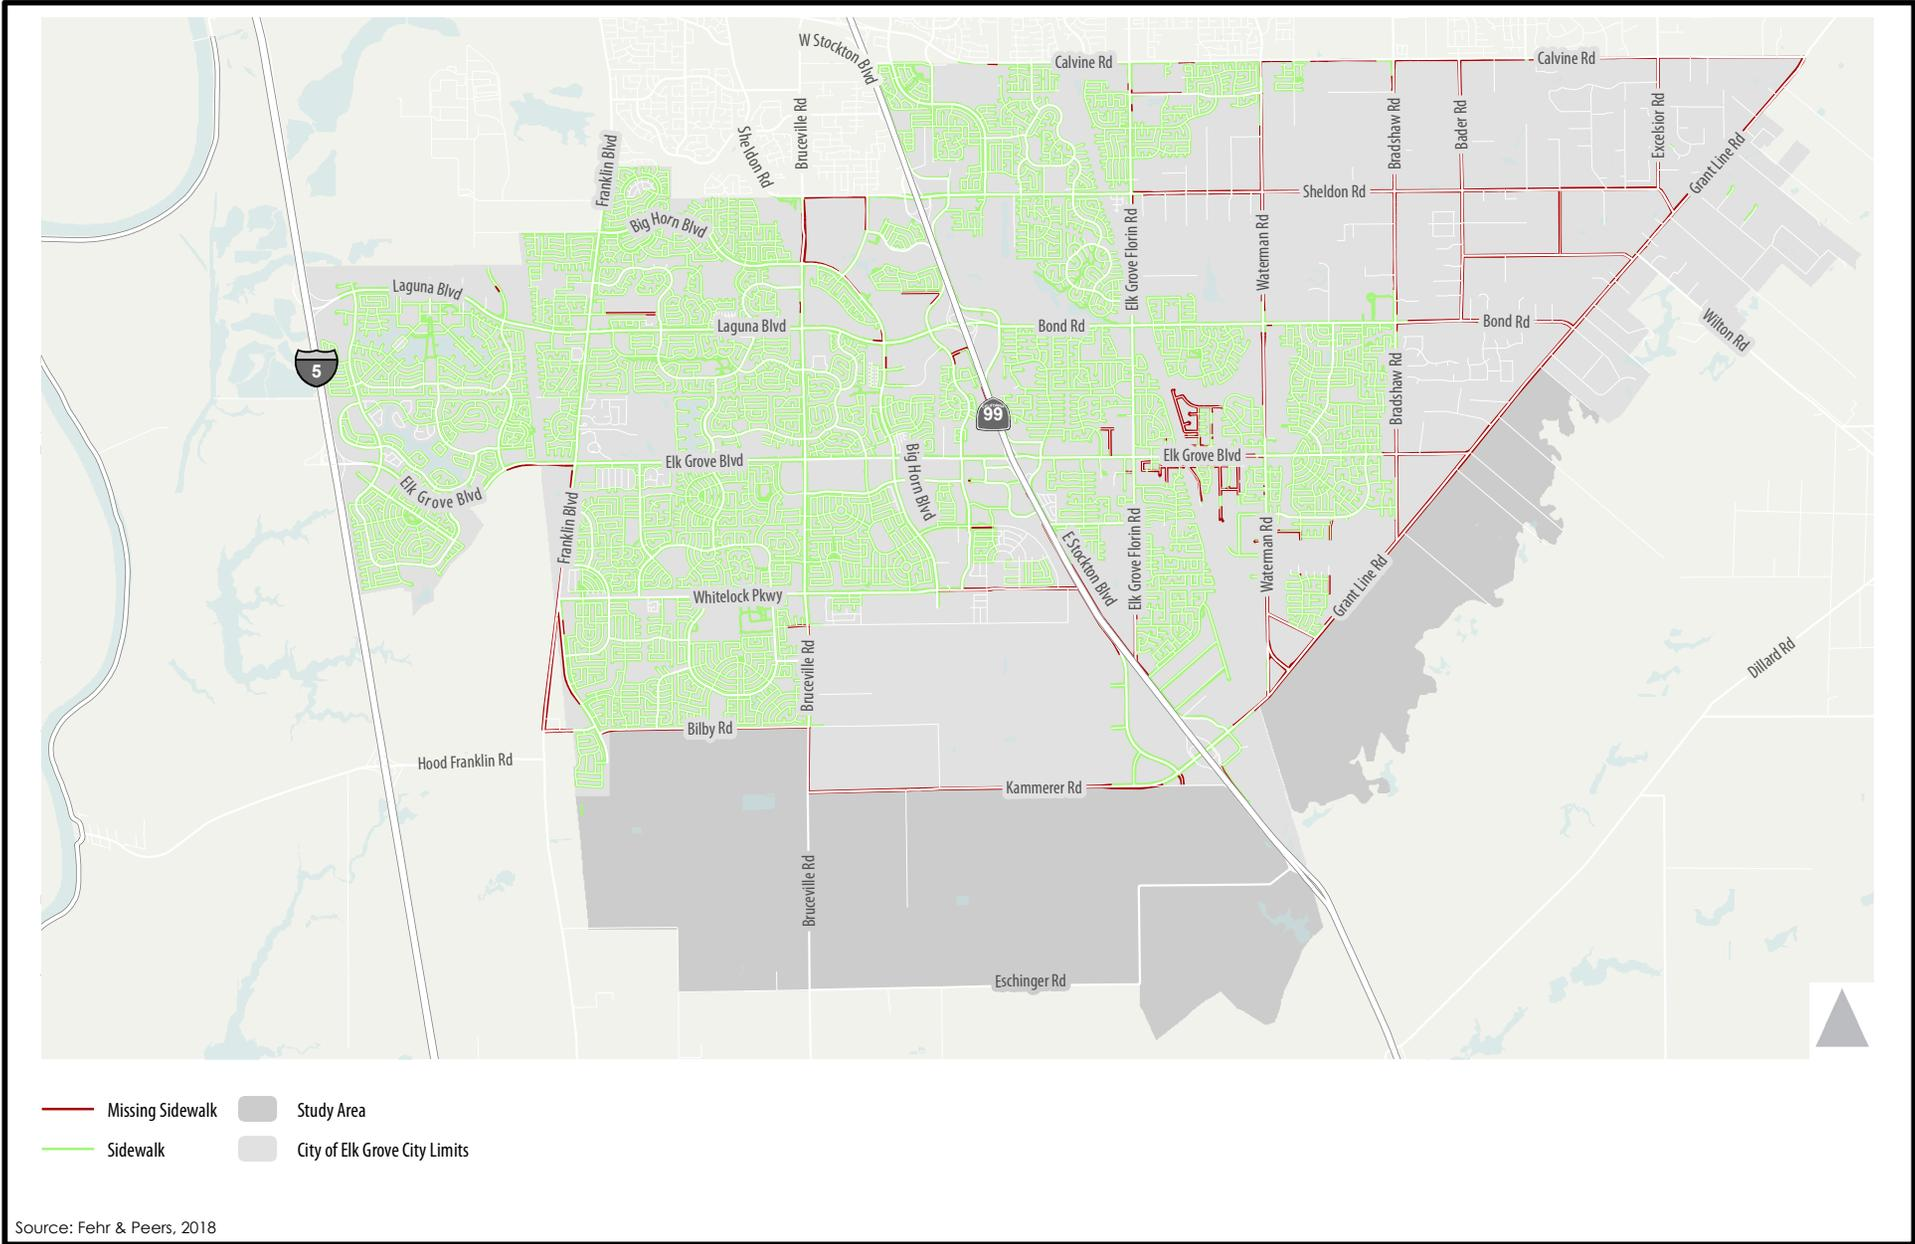 W Stockton Blvd
Calvine Rd
Calvine Rd
Bruceville Rd
Sheldon Rd
Franklin Blvd
Bradshaw Rd
Bader Rd
Excelsior Rd
Grant Line Rd
Sheldon Rd
Big Horn Blvd
Elk Grove Florin Rd
Waterman Rd
Laguna Blvd
Laguna Blvd
Bond Rd
Bond Rd
Wilton Rd
5
Bradshaw Rd
99
Elk Grove Blvd
Elk Grove Blvd
Big Horn Blvd
Elk Grove Blvd
Franklin Blvd
E Stockton Blvd
Elk Grove Florin Rd
Waterman Rd
Grant Line Rd
Whitelock Pkwy
Dillard Rd
Bruceville Rd
Bilby Rd
Hood Franklin Rd
Kammerer Rd
Bruceville Rd
Eschinger Rd
Missing Sidewalk
Study Area
Sidewalk
City of Elk Grove City Limits
Source: Fehr & Peers, 2018